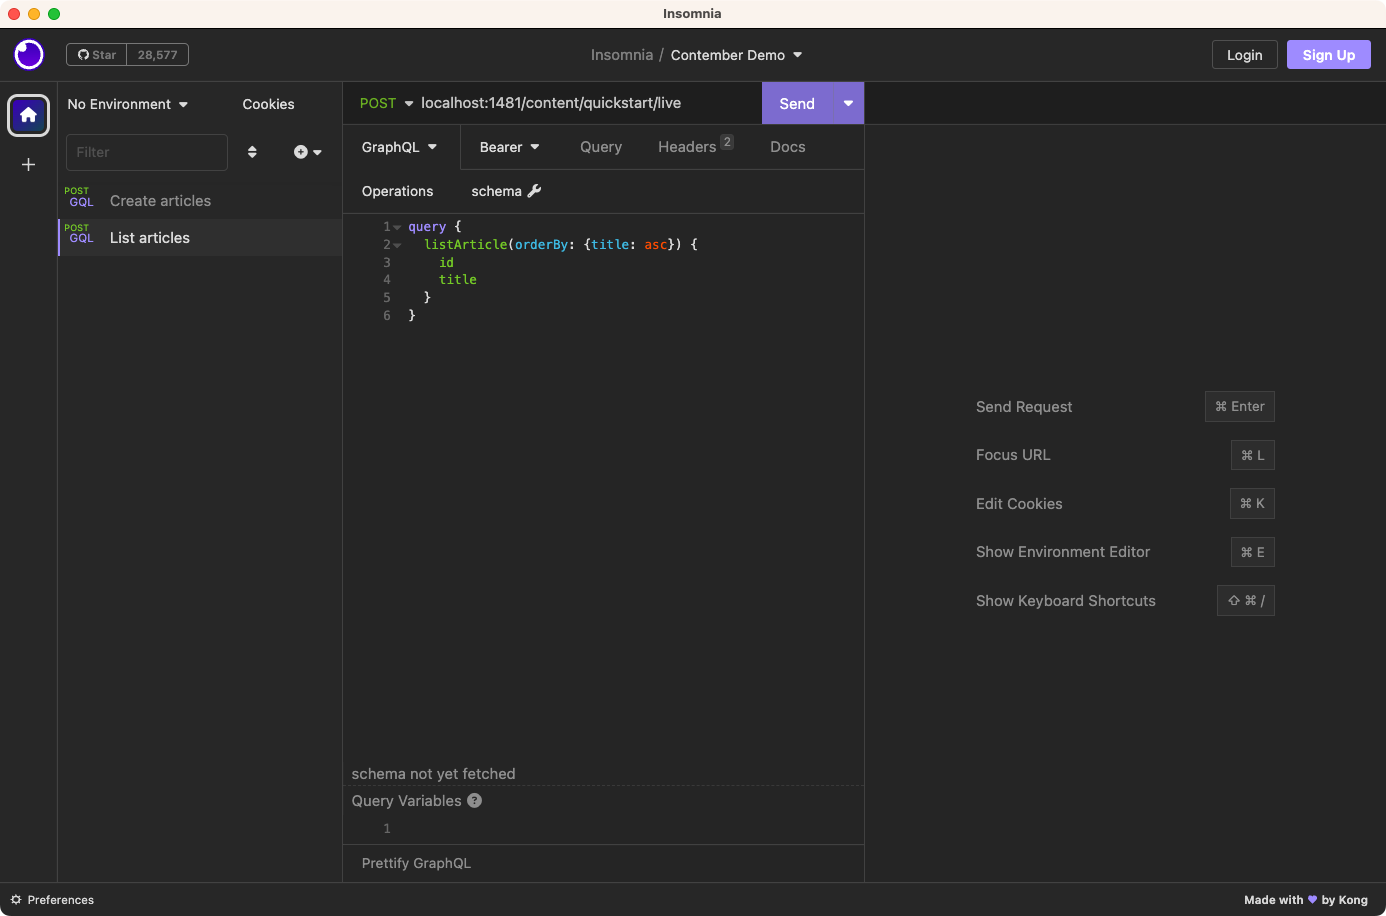 Insomnia
Star 28,577
Insomnia / Contember Demo
Login
Sign Up
No Environment
Cookies
Filter
POST
GQL Create articles
POST
GQL List articles
POST localhost:1481/content/quickstart/live
Send
GraphQL
Bearer
Query
Headers 2
Docs
Operations
schema
1 query {
2 listArticle(orderBy: {title: asc}) {
3 id
4 title
5 }
6 }
schema not yet fetched
Query Variables ?
1
Prettify GraphQL
Send Request ⌘ Enter
Focus URL ⌘ L
Edit Cookies ⌘ K
Show Environment Editor ⌘ E
Show Keyboard Shortcuts ⇧ ⌘ /
Preferences
Made with ♥ by Kong